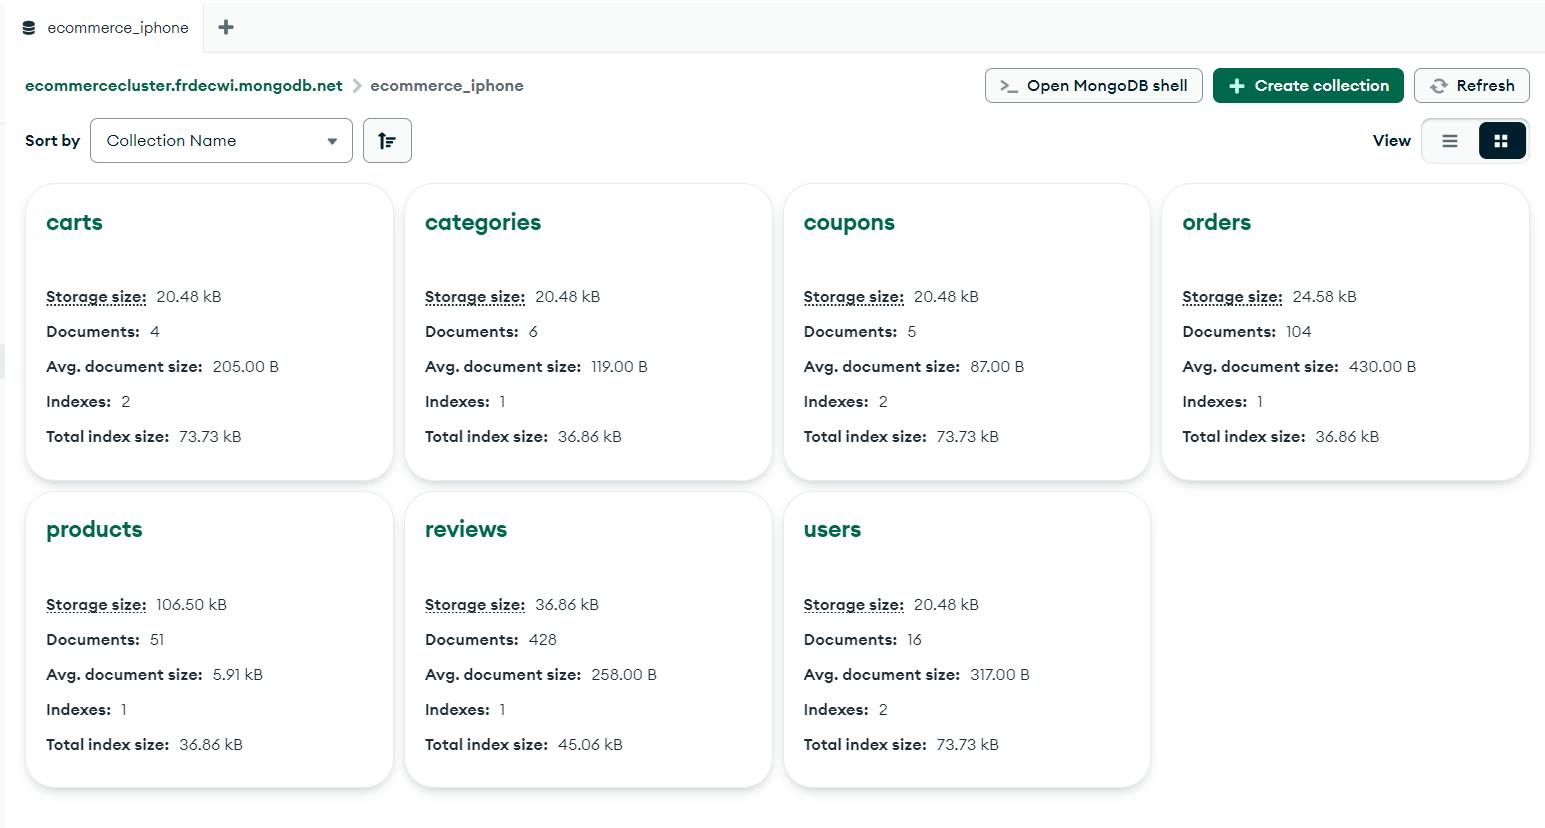 ecommerce_iphone
ecommercecluster.frdecwi.mongodb.net ecommerce_iphone
Open MongoDB shell
Create collection
Refresh
Sort by Collection Name
View
carts
Storage size: 20.48 kB
Documents: 4
Avg. document size: 205.00 B
Indexes: 2
Total index size: 73.73 kB
categories
Storage size: 20.48 kB
Documents: 6
Avg. document size: 119.00 B
Indexes: 1
Total index size: 36.86 kB
coupons
Storage size: 20.48 kB
Documents: 5
Avg. document size: 87.00 B
Indexes: 2
Total index size: 73.73 kB
orders
Storage size: 24.58 kB
Documents: 104
Avg. document size: 430.00 B
Indexes: 1
Total index size: 36.86 kB
products
Storage size: 106.50 kB
Documents: 51
Avg. document size: 5.91 kB
Indexes: 1
Total index size: 36.86 kB
reviews
Storage size: 36.86 kB
Documents: 428
Avg. document size: 258.00 B
Indexes: 1
Total index size: 45.06 kB
users
Storage size: 20.48 kB
Documents: 16
Avg. document size: 317.00 B
Indexes: 2
Total index size: 73.73 kB